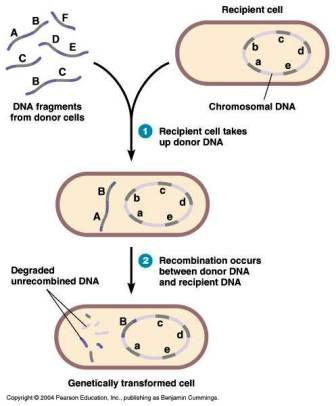 Recipient cell
A B F
D
C E
B C
b c d
a e
DNA fragments
from donor cells
Chromosomal DNA
1 Recipient cell takes
up donor DNA
B
A
b c d
a e
2 Recombination occurs
between donor DNA
and recipient DNA
Degraded
unrecombined DNA
B c d
a e
Genetically transformed cell
Copyright © 2004 Pearson Education, Inc., publishing as Benjamin Cummings.